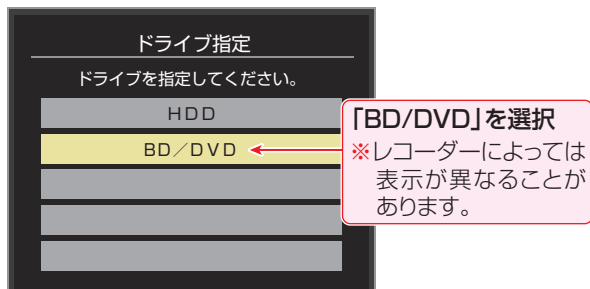 ドライブ指定
ドライブを指定してください。
HDD
BD／DVD
「BD/DVD」を選択
※レコーダーによっては
表示が異なることが
あります。